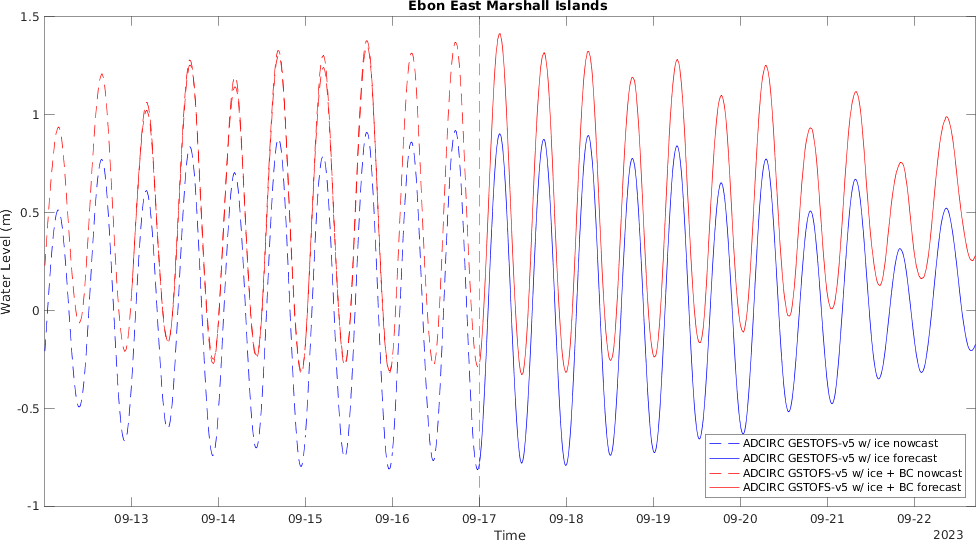 Ebon East Marshall Islands
1.5
1
0.5
0
-0.5
-1
Water Level (m)
09-13
09-14
09-15
09-16
09-17
09-18
09-19
09-20
09-21
09-22
Time
2023
ADCIRC GESTOFS-v5 w/ ice nowcast
ADCIRC GESTOFS-v5 w/ ice forecast
ADCIRC GSTOFS-v5 w/ ice + BC nowcast
ADCIRC GSTOFS-v5 w/ ice + BC forecast